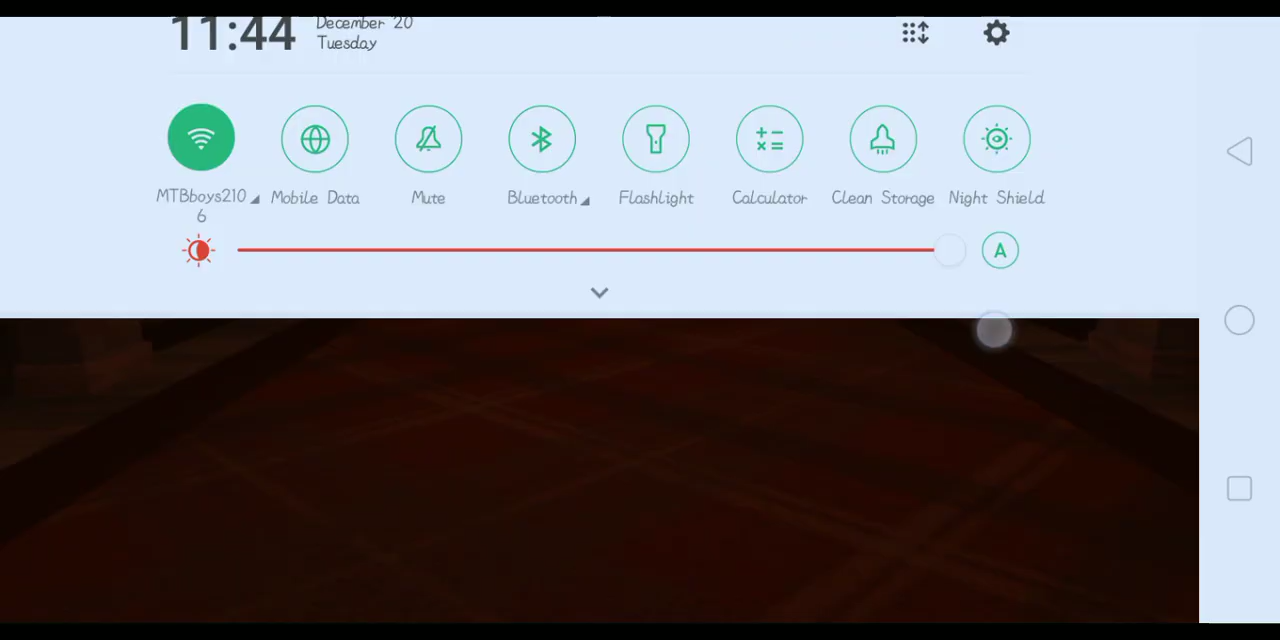 11:44
December 20
Tuesday
MTBboys210
6
Mobile Data
Mute
Bluetooth
Flashlight
Calculator
Clean Storage
Night Shield
A